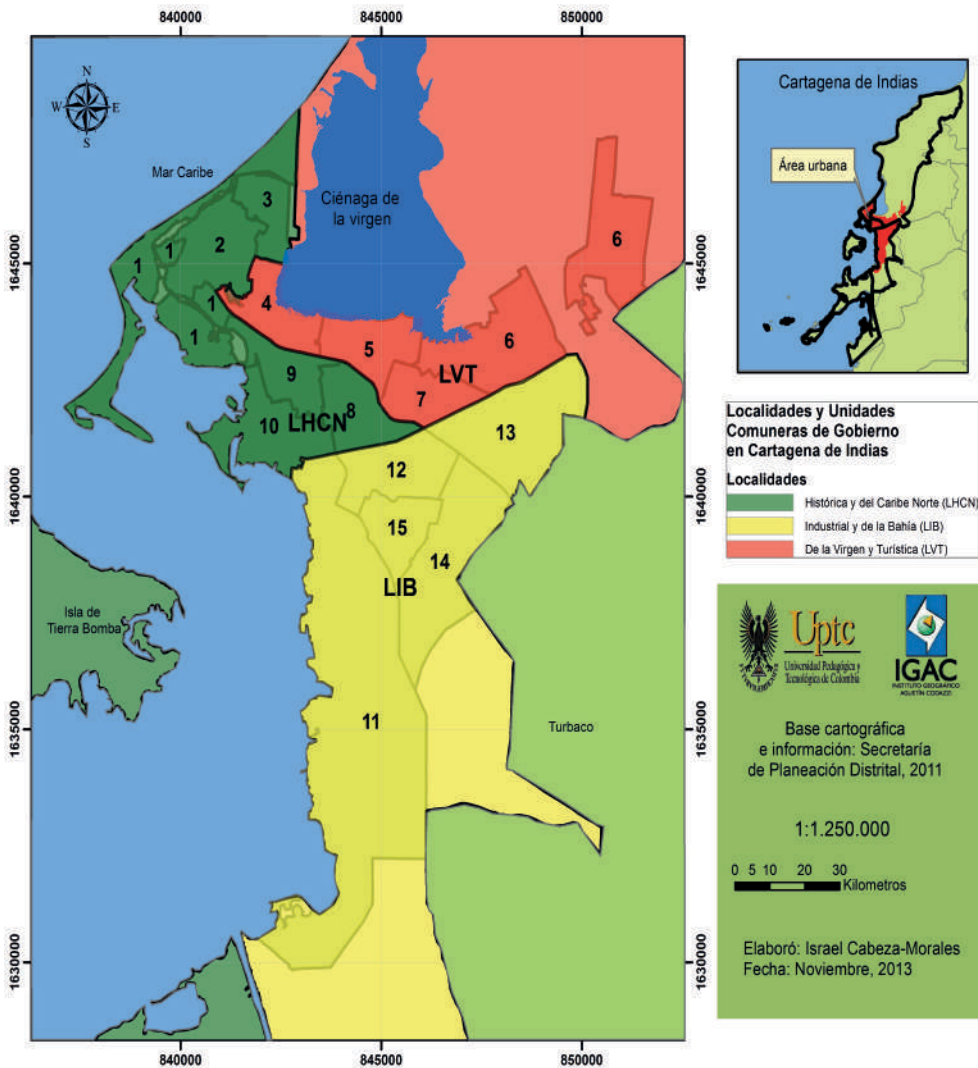 840000 845000 850000
N
W E
S
Mar Caribe
Ciénaga de
la virgen
3
2
1
1
1
1
4
5
6
6
7
LVT
9
8
10
LHCN
13
12
15
14
LIB
11
Isla de
Tierra Bomba
Turbaco
1645000
1640000
1635000
1630000
1645000
1640000
1635000
1630000
840000 845000 850000
Cartagena de Indias
Área urbana
Localidades y Unidades
Comuneras de Gobierno
en Cartagena de Indias
Localidades
Histórica y del Caribe Norte (LHCN)
Industrial y de la Bahía (LIB)
De la Virgen y Turística (LVT)
Uptc
Universidad Pedagógica y
Tecnológica de Colombia
IGAC
INSTITUTO GEOGRÁFICO
AGUSTÍN CODAZZI
Base cartográfica
e información: Secretaría
de Planeación Distrital, 2011
1:1.250.000
0 5 10 20 30
Kilometros
Elaboró: Israel Cabeza-Morales
Fecha: Noviembre, 2013